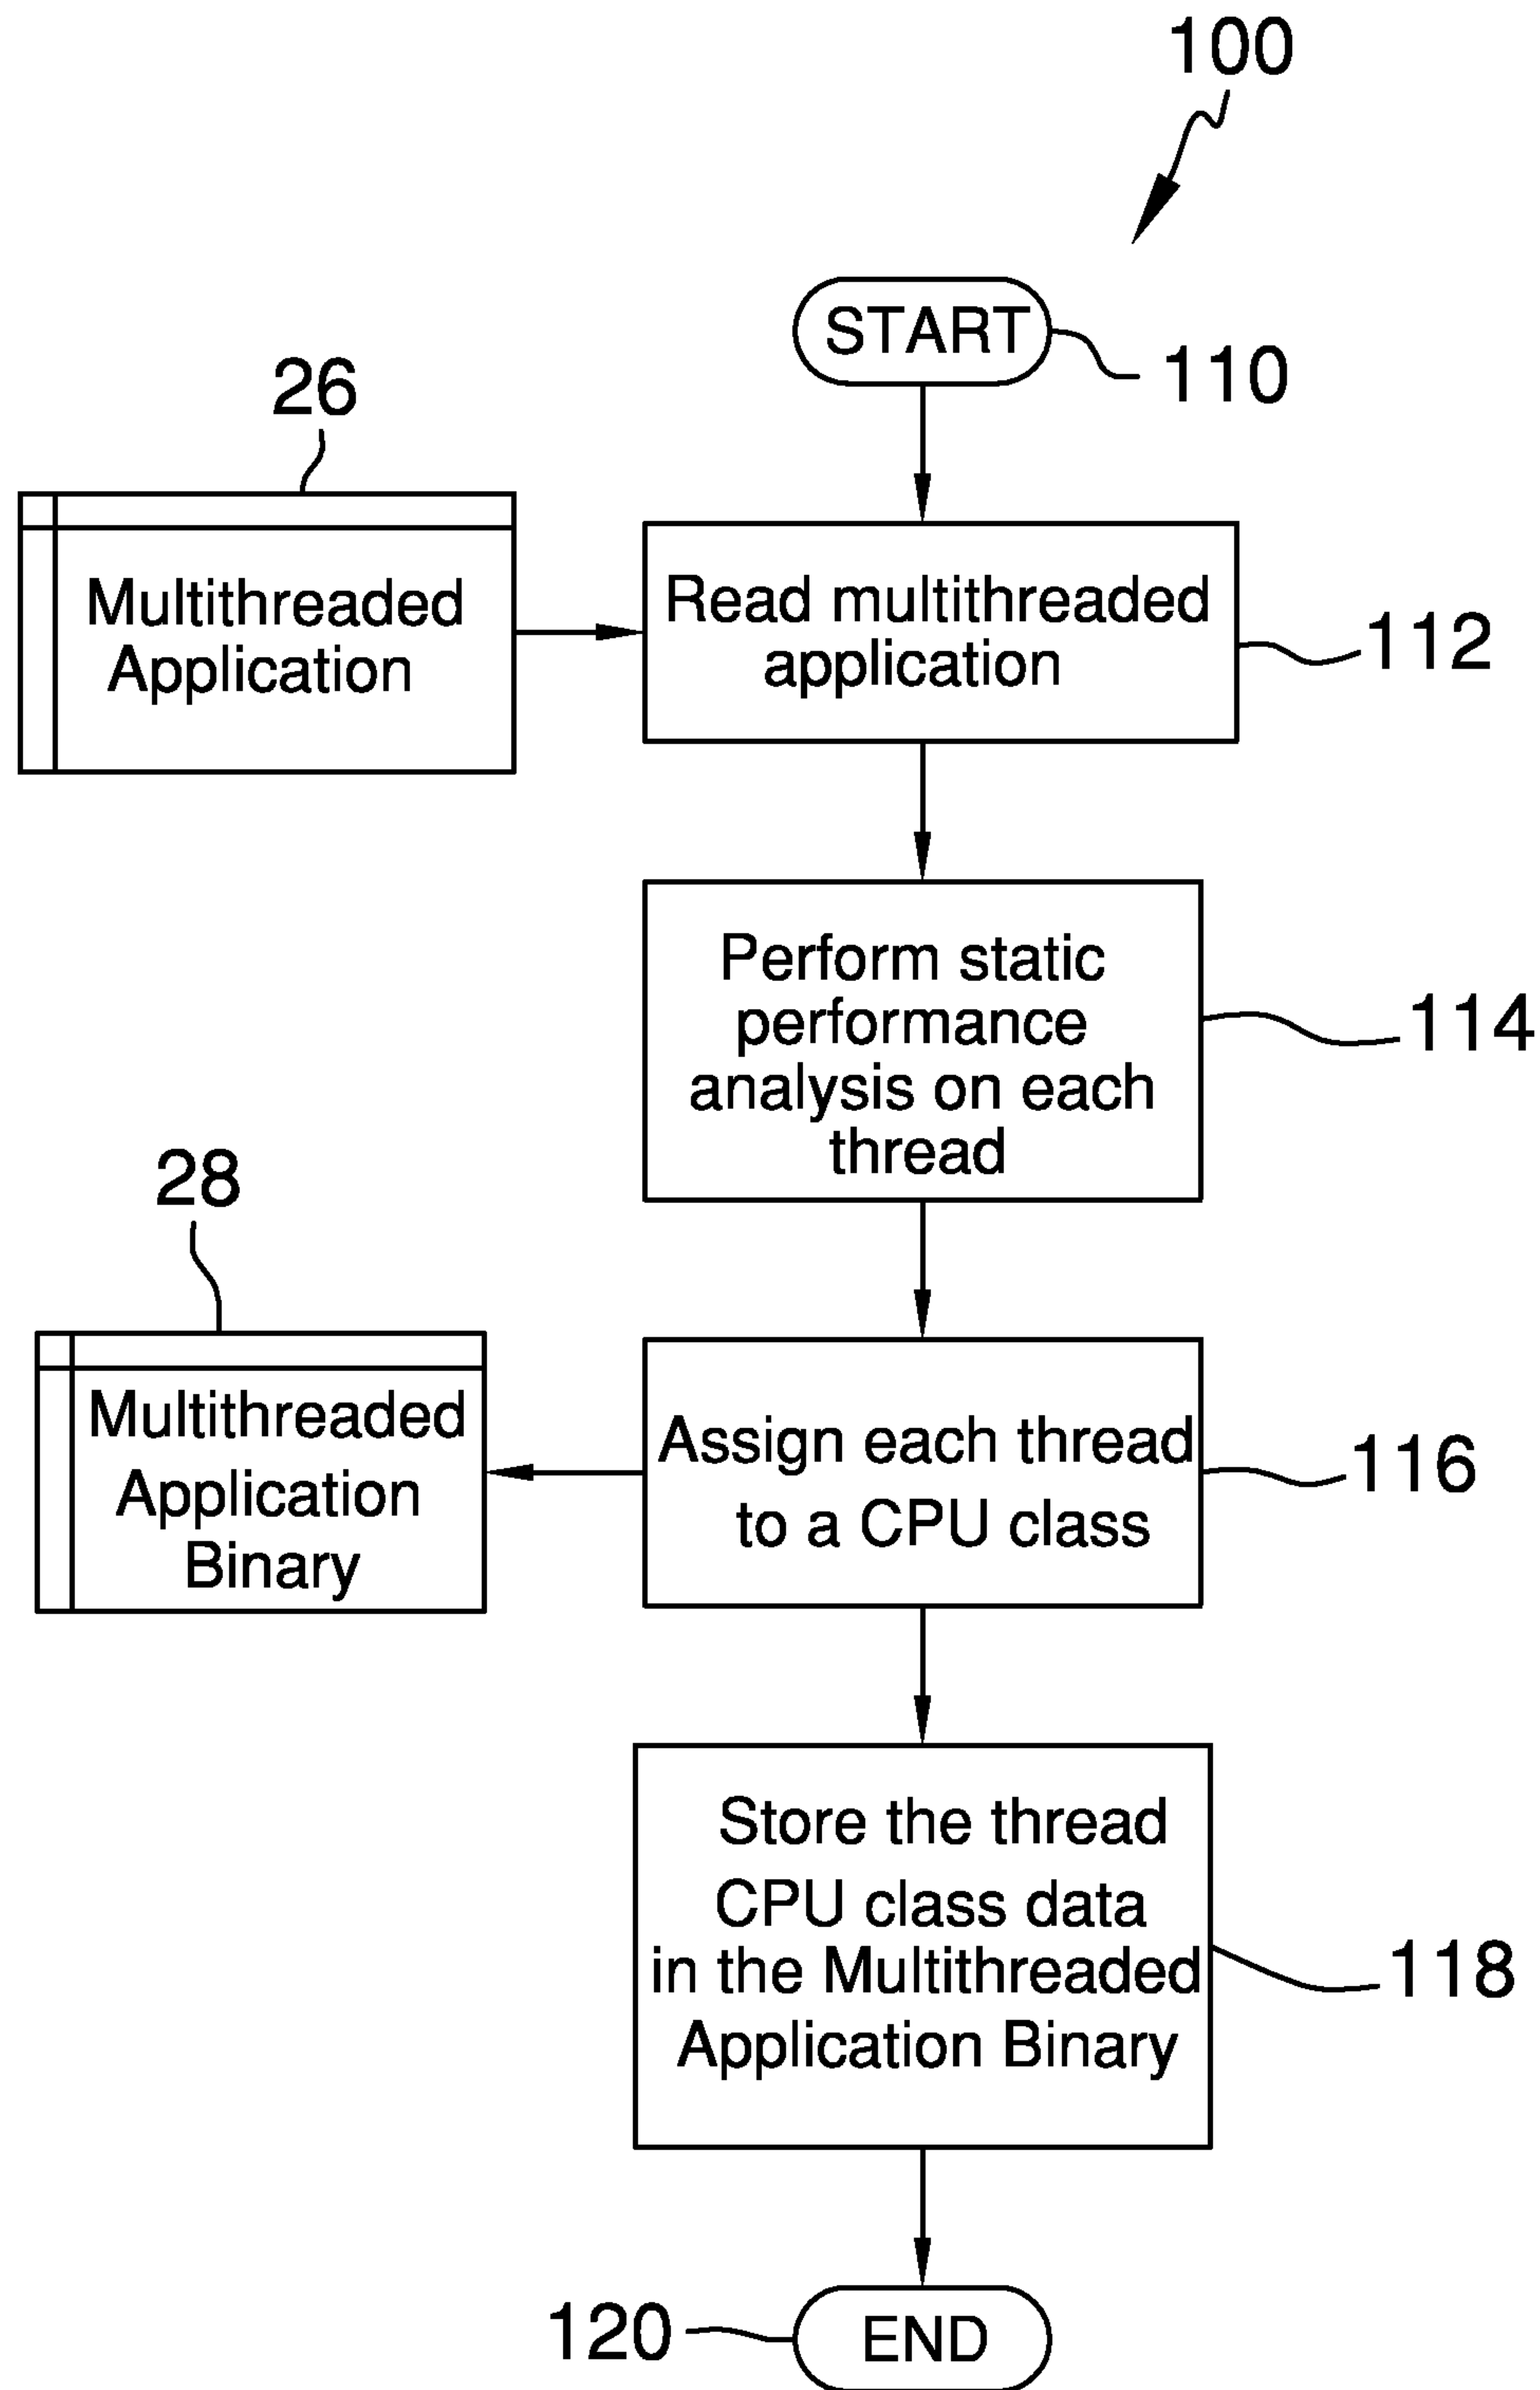 100
START
110
26
Multithreaded
Application
Read multithreaded
application
112
Perform static
performance
analysis on each
thread
114
28
Multithreaded
Application
Binary
Assign each thread
to a CPU class
116
Store the thread
CPU class data
in the Multithreaded
Application Binary
118
120
END